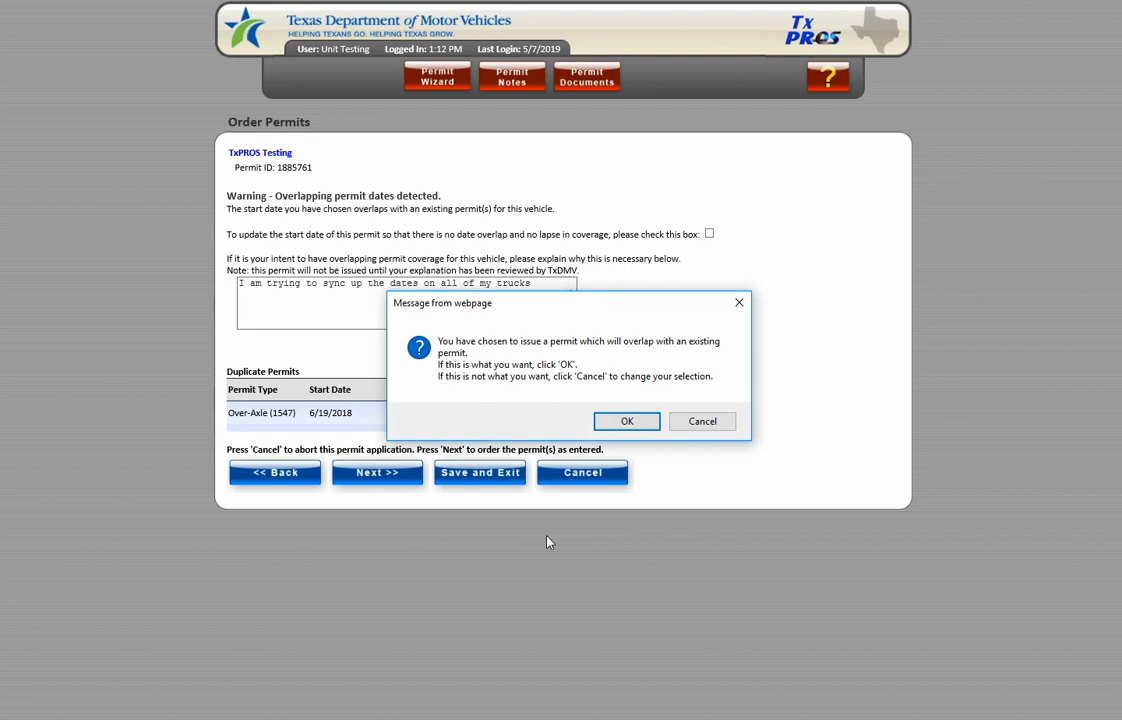 Texas Department of Motor Vehicles
HELPING TEXANS GO. HELPING TEXAS GROW.
Tx
PROS
User: Unit Testing Logged In: 1:12 PM Last Login: 5/7/2019
Permit
Wizard
Permit
Notes
Permit
Documents
?
Order Permits
TxPROS Testing
Permit ID: 1885761
Warning - Overlapping permit dates detected.
The start date you have chosen overlaps with an existing permit(s) for this vehicle.
To update the start date of this permit so that there is no date overlap and no lapse in coverage, please check this box:
If it is your intent to have overlapping permit coverage for this vehicle, please explain why this is necessary below.
Note: this permit will not be issued until your explanation has been reviewed by TxDMV.
I am trying to sync up the dates on all of my trucks
Message from webpage
?
You have chosen to issue a permit which will overlap with an existing
permit.
If this is what you want, click 'OK'.
If this is not what you want, click 'Cancel' to change your selection.
OK Cancel
Duplicate Permits
Permit Type Start Date
Over-Axle (1547) 6/19/2018
Press 'Cancel' to abort this permit application. Press 'Next' to order the permit(s) as entered.
<< Back Next >> Save and Exit Cancel